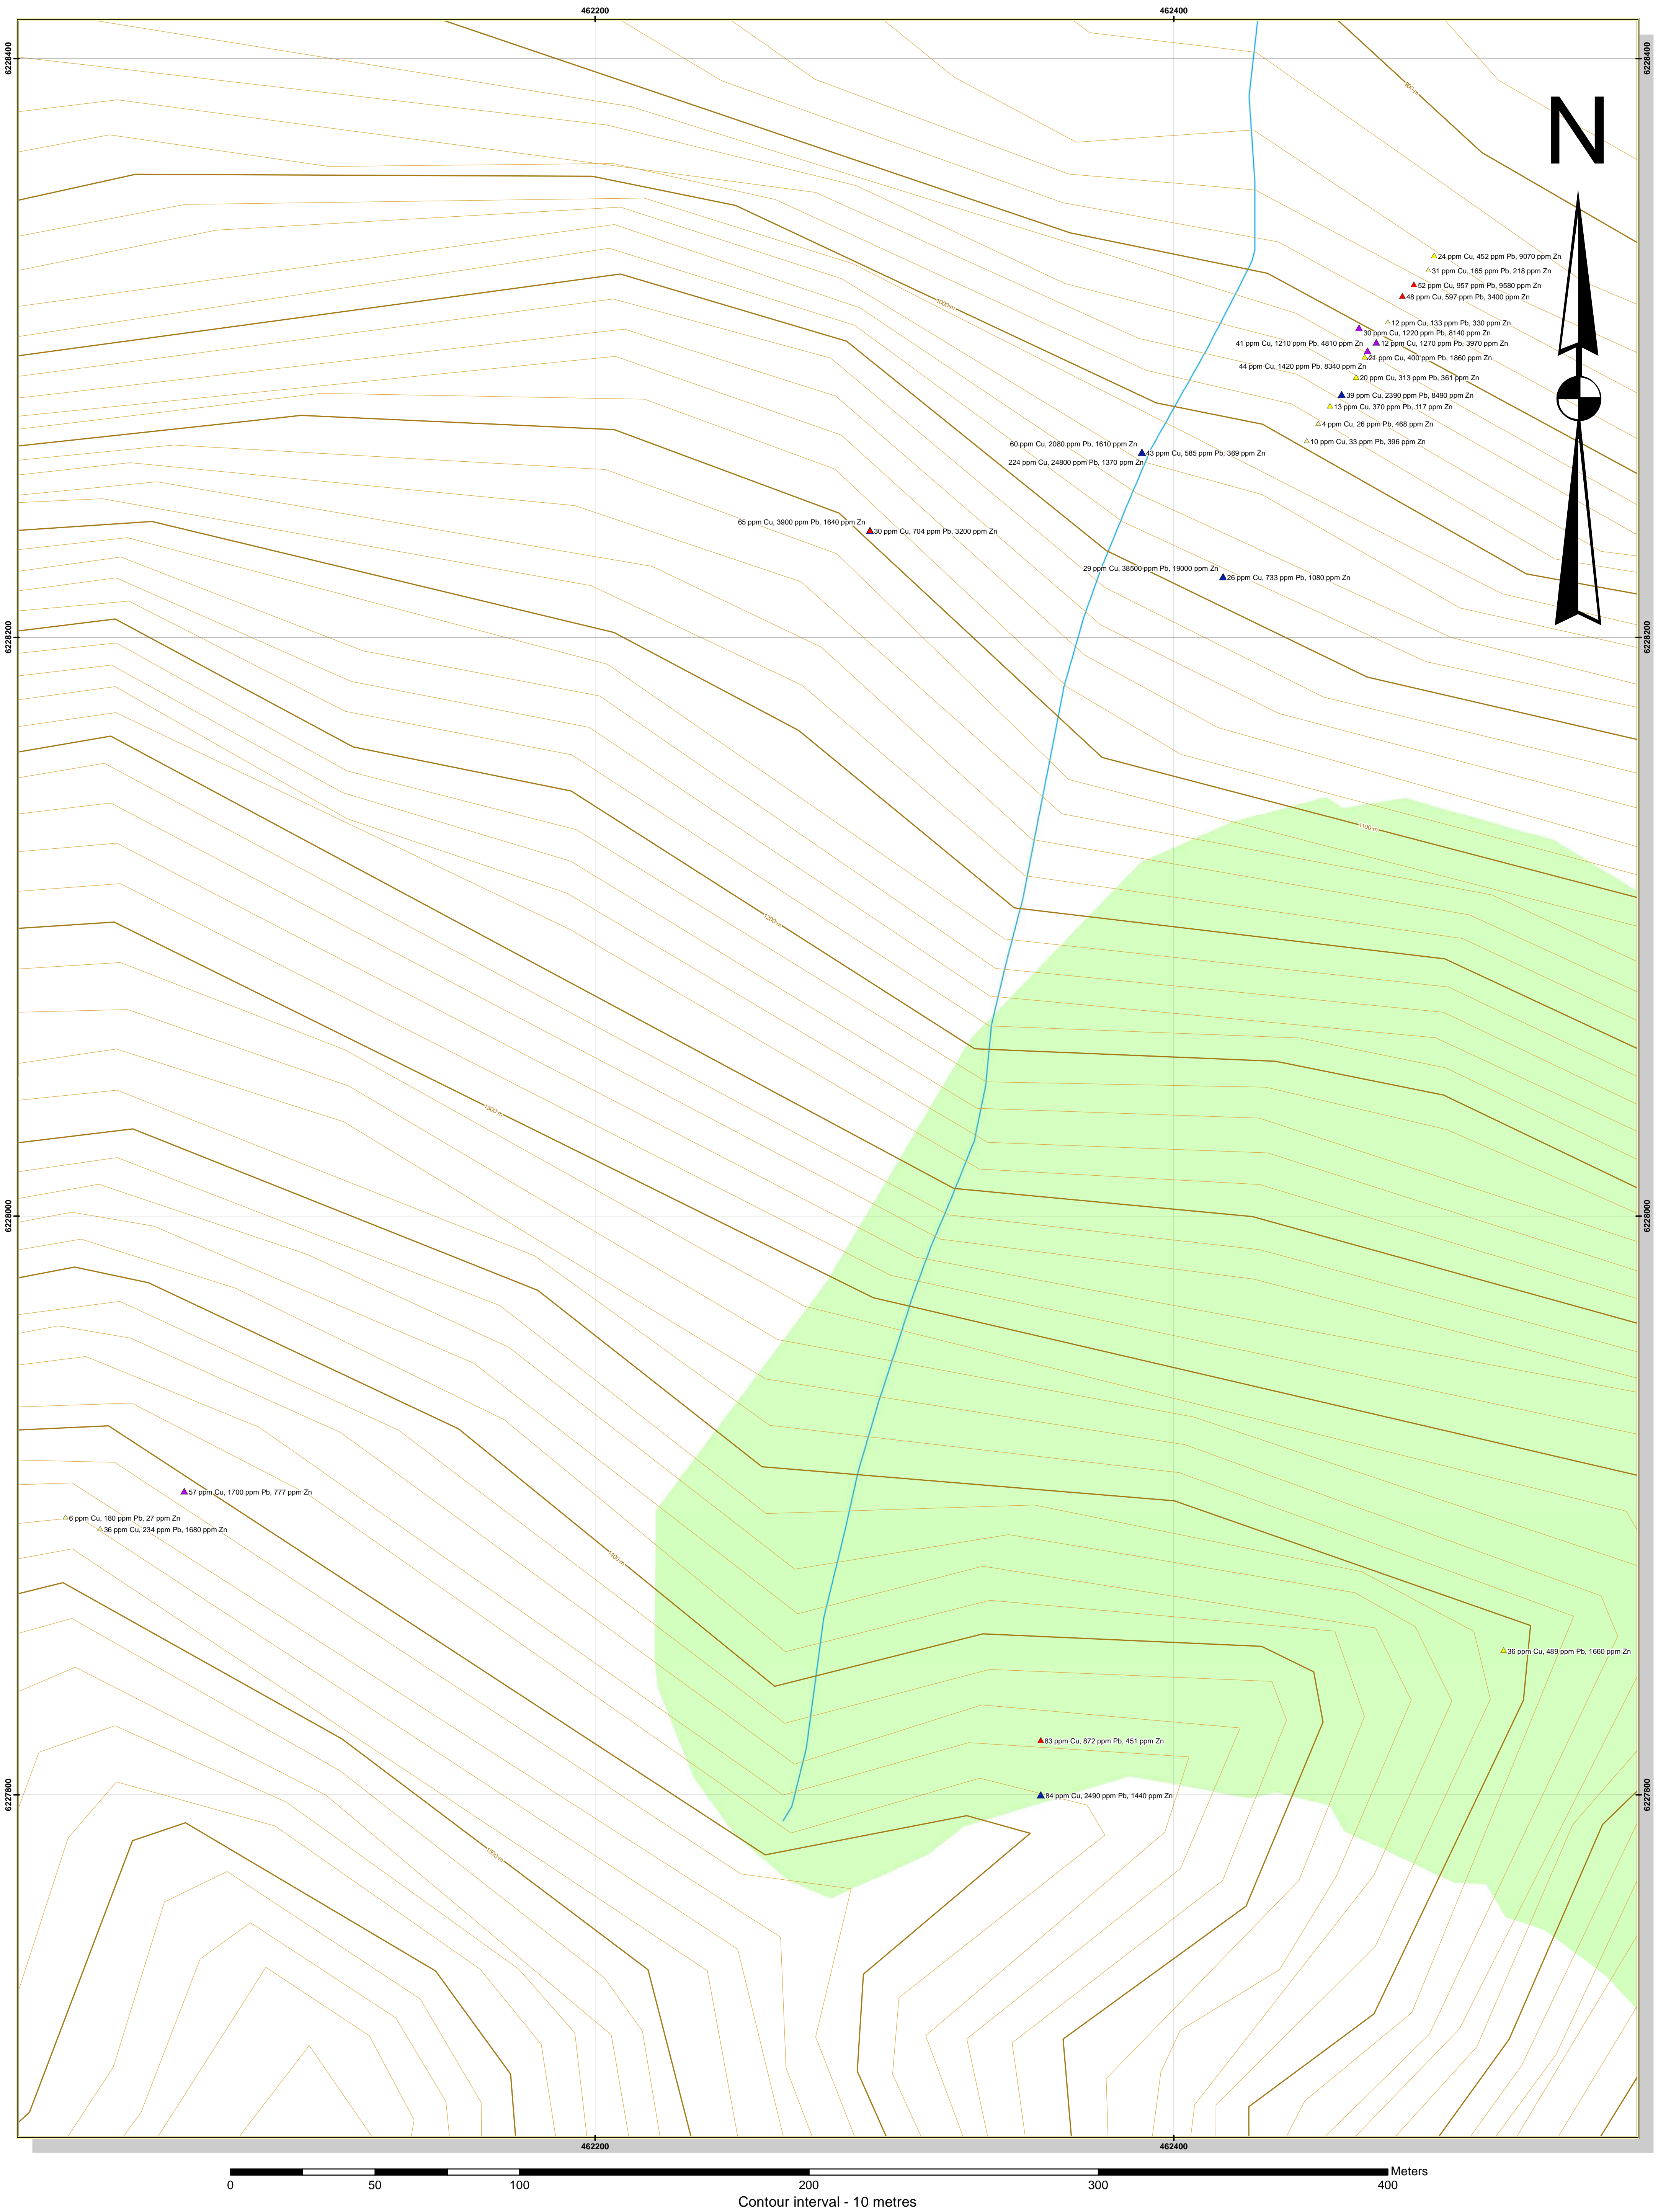 462200
462400
6228400
6228400
900 m
N
24 ppm Cu, 452 ppm Pb, 9070 ppm Zn
31 ppm Cu, 165 ppm Pb, 218 ppm Zn
52 ppm Cu, 957 ppm Pb, 9580 ppm Zn
48 ppm Cu, 597 ppm Pb, 3400 ppm Zn
1000 m
12 ppm Cu, 133 ppm Pb, 330 ppm Zn
30 ppm Cu, 1220 ppm Pb, 8140 ppm Zn
41 ppm Cu, 1210 ppm Pb, 4810 ppm Zn
12 ppm Cu, 1270 ppm Pb, 3970 ppm Zn
21 ppm Cu, 400 ppm Pb, 1860 ppm Zn
44 ppm Cu, 1420 ppm Pb, 8340 ppm Zn
20 ppm Cu, 313 ppm Pb, 361 ppm Zn
39 ppm Cu, 2390 ppm Pb, 8490 ppm Zn
13 ppm Cu, 370 ppm Pb, 117 ppm Zn
4 ppm Cu, 26 ppm Pb, 468 ppm Zn
10 ppm Cu, 33 ppm Pb, 396 ppm Zn
60 ppm Cu, 2080 ppm Pb, 1610 ppm Zn
43 ppm Cu, 585 ppm Pb, 369 ppm Zn
224 ppm Cu, 24800 ppm Pb, 1370 ppm Zn
65 ppm Cu, 3900 ppm Pb, 1640 ppm Zn
30 ppm Cu, 704 ppm Pb, 3200 ppm Zn
29 ppm Cu, 38500 ppm Pb, 19000 ppm Zn
26 ppm Cu, 733 ppm Pb, 1080 ppm Zn
6228200
6228200
1100 m
1200 m
1300 m
6228000
6228000
57 ppm Cu, 1700 ppm Pb, 777 ppm Zn
6 ppm Cu, 180 ppm Pb, 27 ppm Zn
36 ppm Cu, 234 ppm Pb, 1680 ppm Zn
1400 m
36 ppm Cu, 489 ppm Pb, 1660 ppm Zn
83 ppm Cu, 872 ppm Pb, 451 ppm Zn
84 ppm Cu, 2490 ppm Pb, 1440 ppm Zn
6227800
6227800
1500 m
462200
462400
Meters
0 50 100 200 300 400
Contour interval - 10 metres